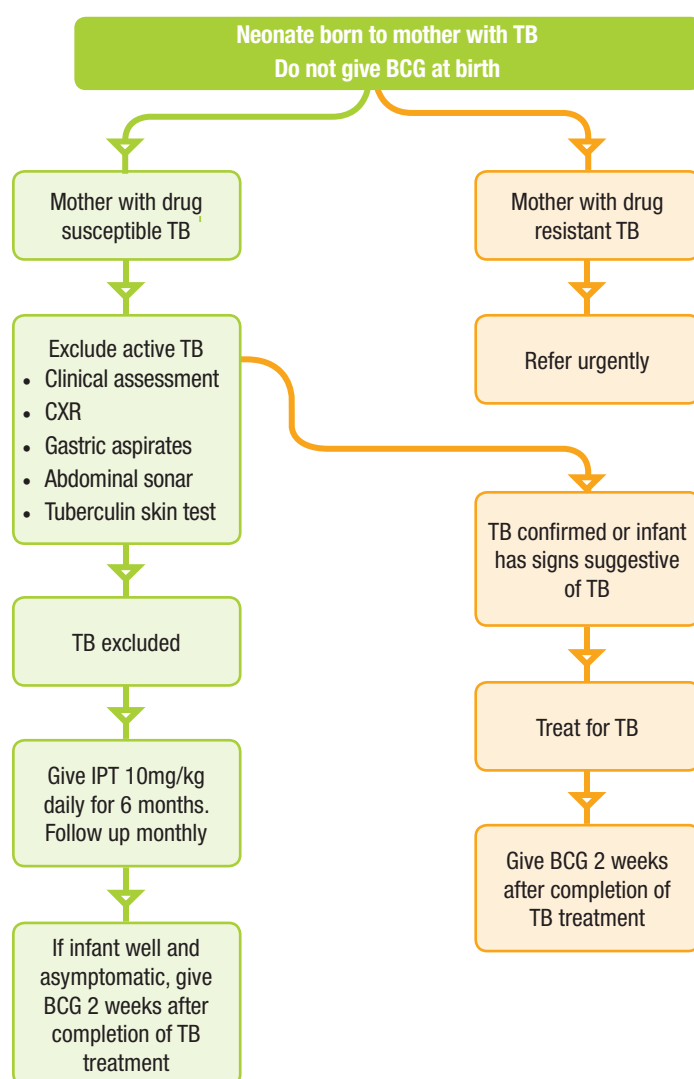 Neonate born to mother with TB
Do not give BCG at birth
Mother with drug
susceptible TB
Mother with drug
resistant TB
Exclude active TB
• Clinical assessment
• CXR
• Gastric aspirates
• Abdominal sonar
• Tuberculin skin test
Refer urgently
TB confirmed or infant
has signs suggestive
of TB
TB excluded
Treat for TB
Give IPT 10mg/kg
daily for 6 months.
Follow up monthly
Give BCG 2 weeks
after completion of
TB treatment
If infant well and
asymptomatic, give
BCG 2 weeks after
completion of TB
treatment